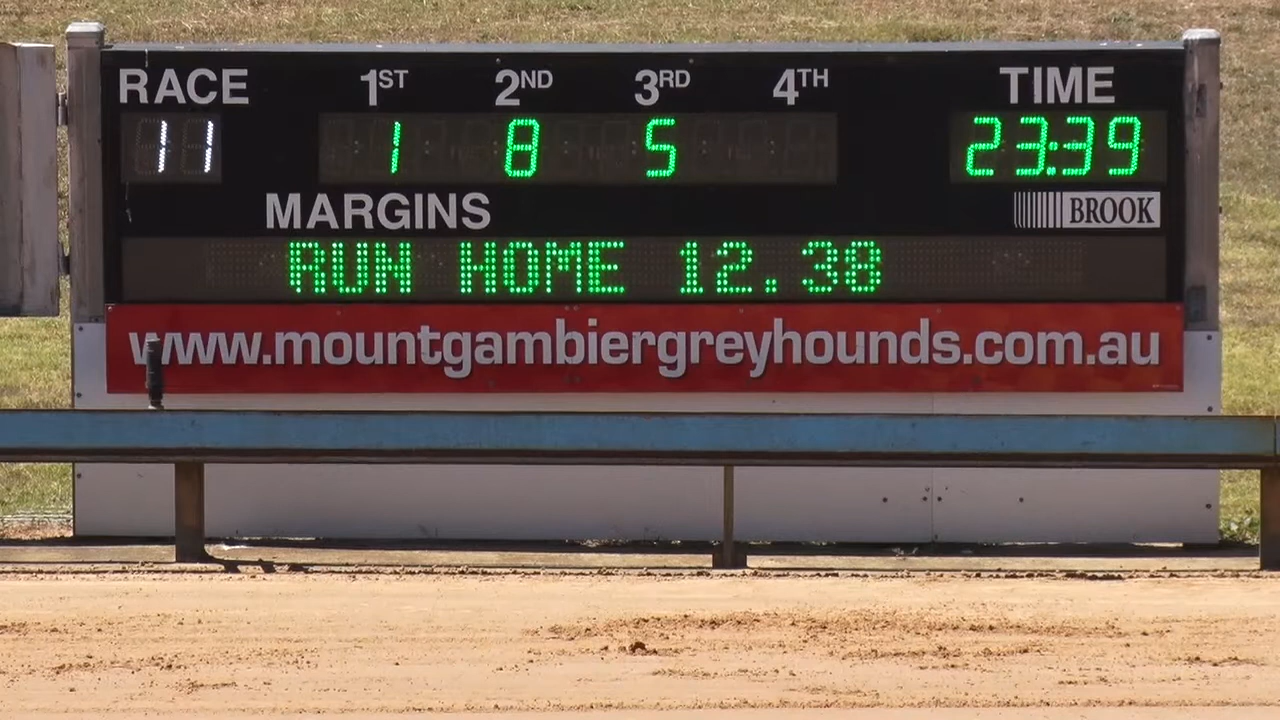 RACE 1ST 2ND 3RD 4TH TIME
11 1 8 5 23:39
MARGINS BROOK
RUN HOME 12.38
www.mountgambiergreyhounds.com.au